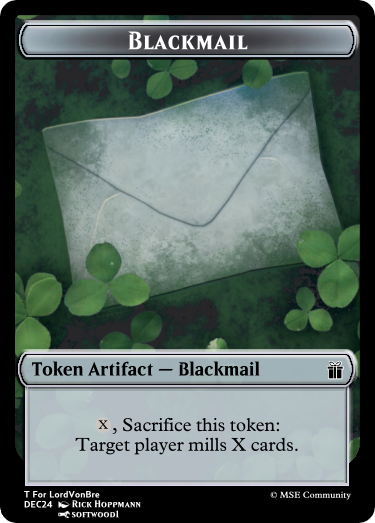 Blackmail
Token Artifact — Blackmail
X, Sacrifice this token:
Target player mills X cards.
T For LordVonBre
DEC24 Rick Hoppmann
softwood1
© MSE Community